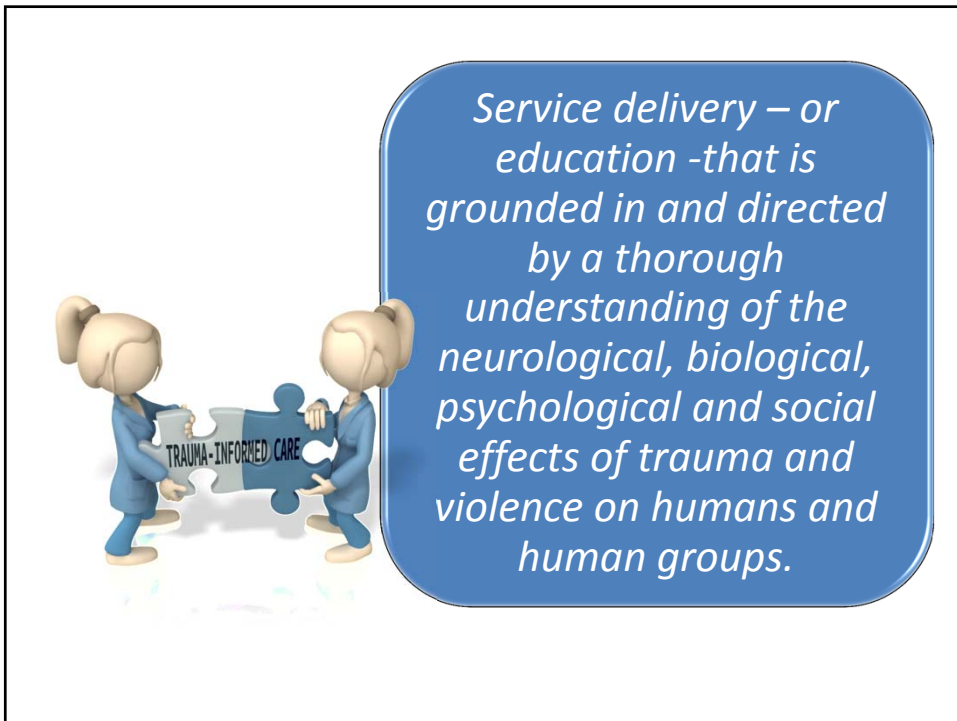 Service delivery – or
education -that is
grounded in and directed
by a thorough
understanding of the
neurological, biological,
psychological and social
effects of trauma and
violence on humans and
human groups.
TRAUMA-INFORMED CARE